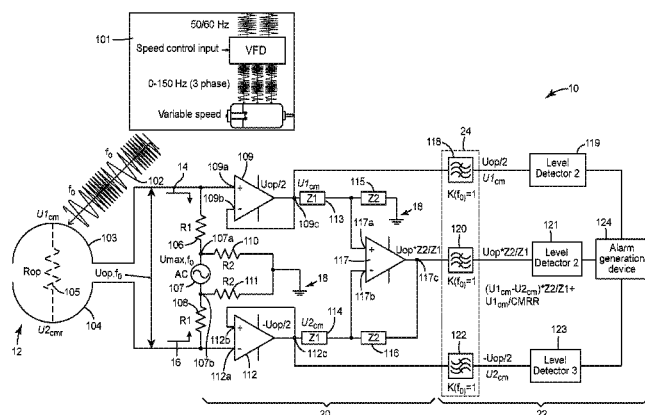 101
50/60 Hz
Speed control input
VFD
0-150 Hz (3 phase)
Variable speed
10
f0
f0
102
14
U1cm
103
Rop
105
Uop,f0
104
U2cmr
12
16
R1
106
107a
Umax,f0
AC
107
R1
108
107b
R2
110
R2
111
18
109a
+
109
109b
-
Uop/2
109c
U1cm
Z1
113
115
Z2
18
117a
+
117
-
117b
Uop*Z2/Z1
117c
112b
+
-
112a
112
-Uop/2
112c
U2cm
Z1
114
Z2
116
118
24
K(f0)=1
Uop/2
U1cm
Level Detector 2
119
120
K(f0)=1
Uop*Z2/Z1
121
Level Detector 2
(U1cm-U2cm)*Z2/Z1+
U1cm/CMRR
124
Alarm generation device
122
K(f0)=1
-Uop/2
U2cm
123
Level Detector 3
20
22